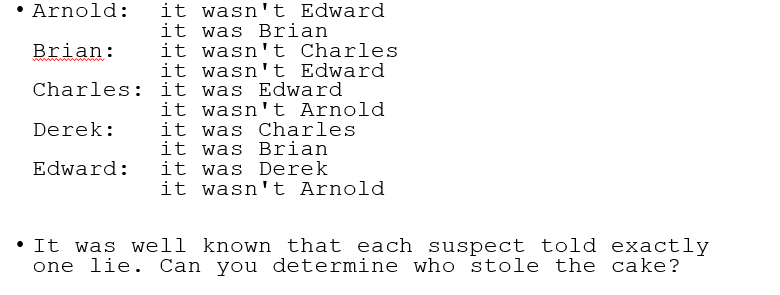 • Arnold: it wasn't Edward
it was Brian
Brian: it wasn't Charles
it wasn't Edward
Charles: it was Edward
it wasn't Arnold
Derek: it was Charles
it was Brian
Edward: it was Derek
it wasn't Arnold
• It was well known that each suspect told exactly
one lie. Can you determine who stole the cake?